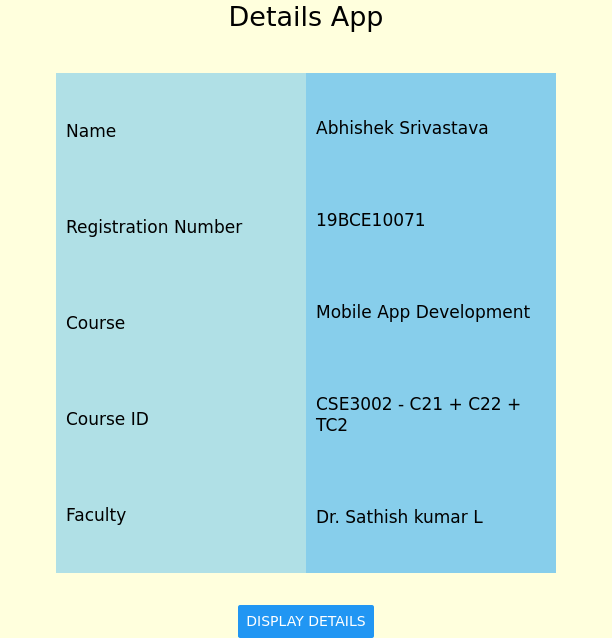 Details App
Name
Abhishek Srivastava
Registration Number
19BCE10071
Course
Mobile App Development
Course ID
CSE3002 - C21 + C22 +
TC2
Faculty
Dr. Sathish kumar L
DISPLAY DETAILS